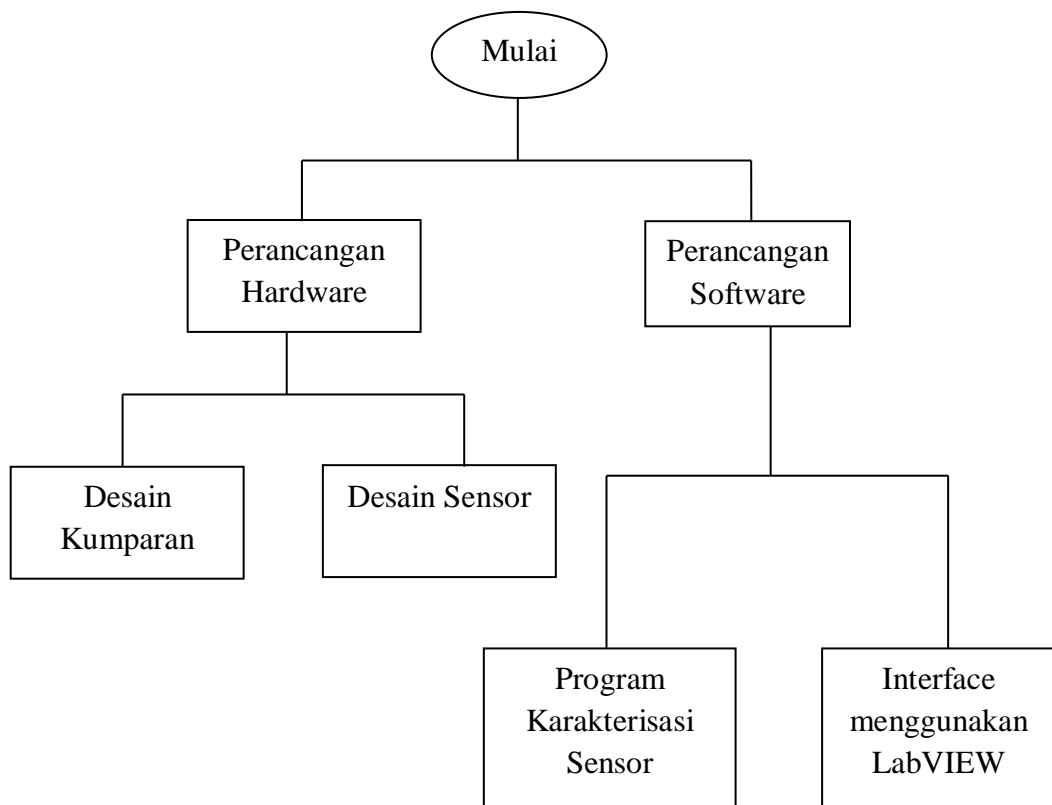 Mulai
Perancangan
Hardware
Perancangan
Software
Desain
Kumparan
Desain Sensor
Program
Karakterisasi
Sensor
Interface
menggunakan
LabVIEW